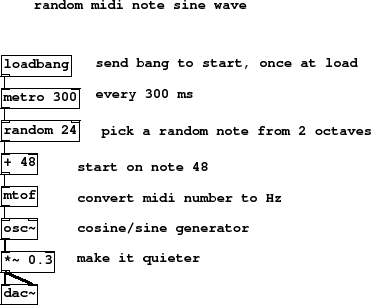 random midi note sine wave
loadbang send bang to start, once at load
metro 300 every 300 ms
random 24 pick a random note from 2 octaves
+ 48 start on note 48
mtof convert midi number to Hz
osc~ cosine/sine generator
*~ 0.3 make it quieter
dac~